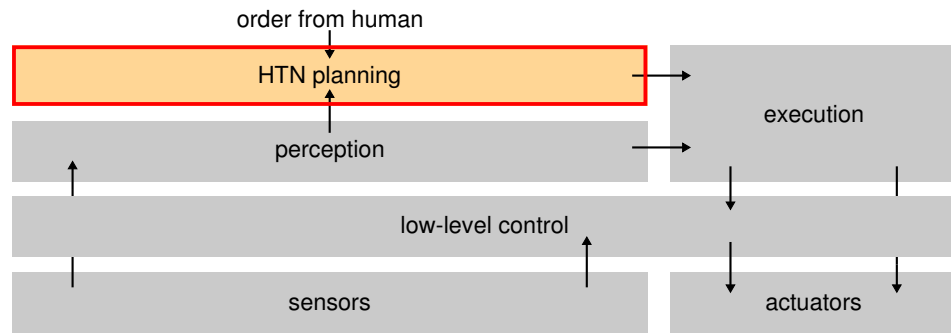 order from human
HTN planning
execution
perception
low-level control
sensors
actuators